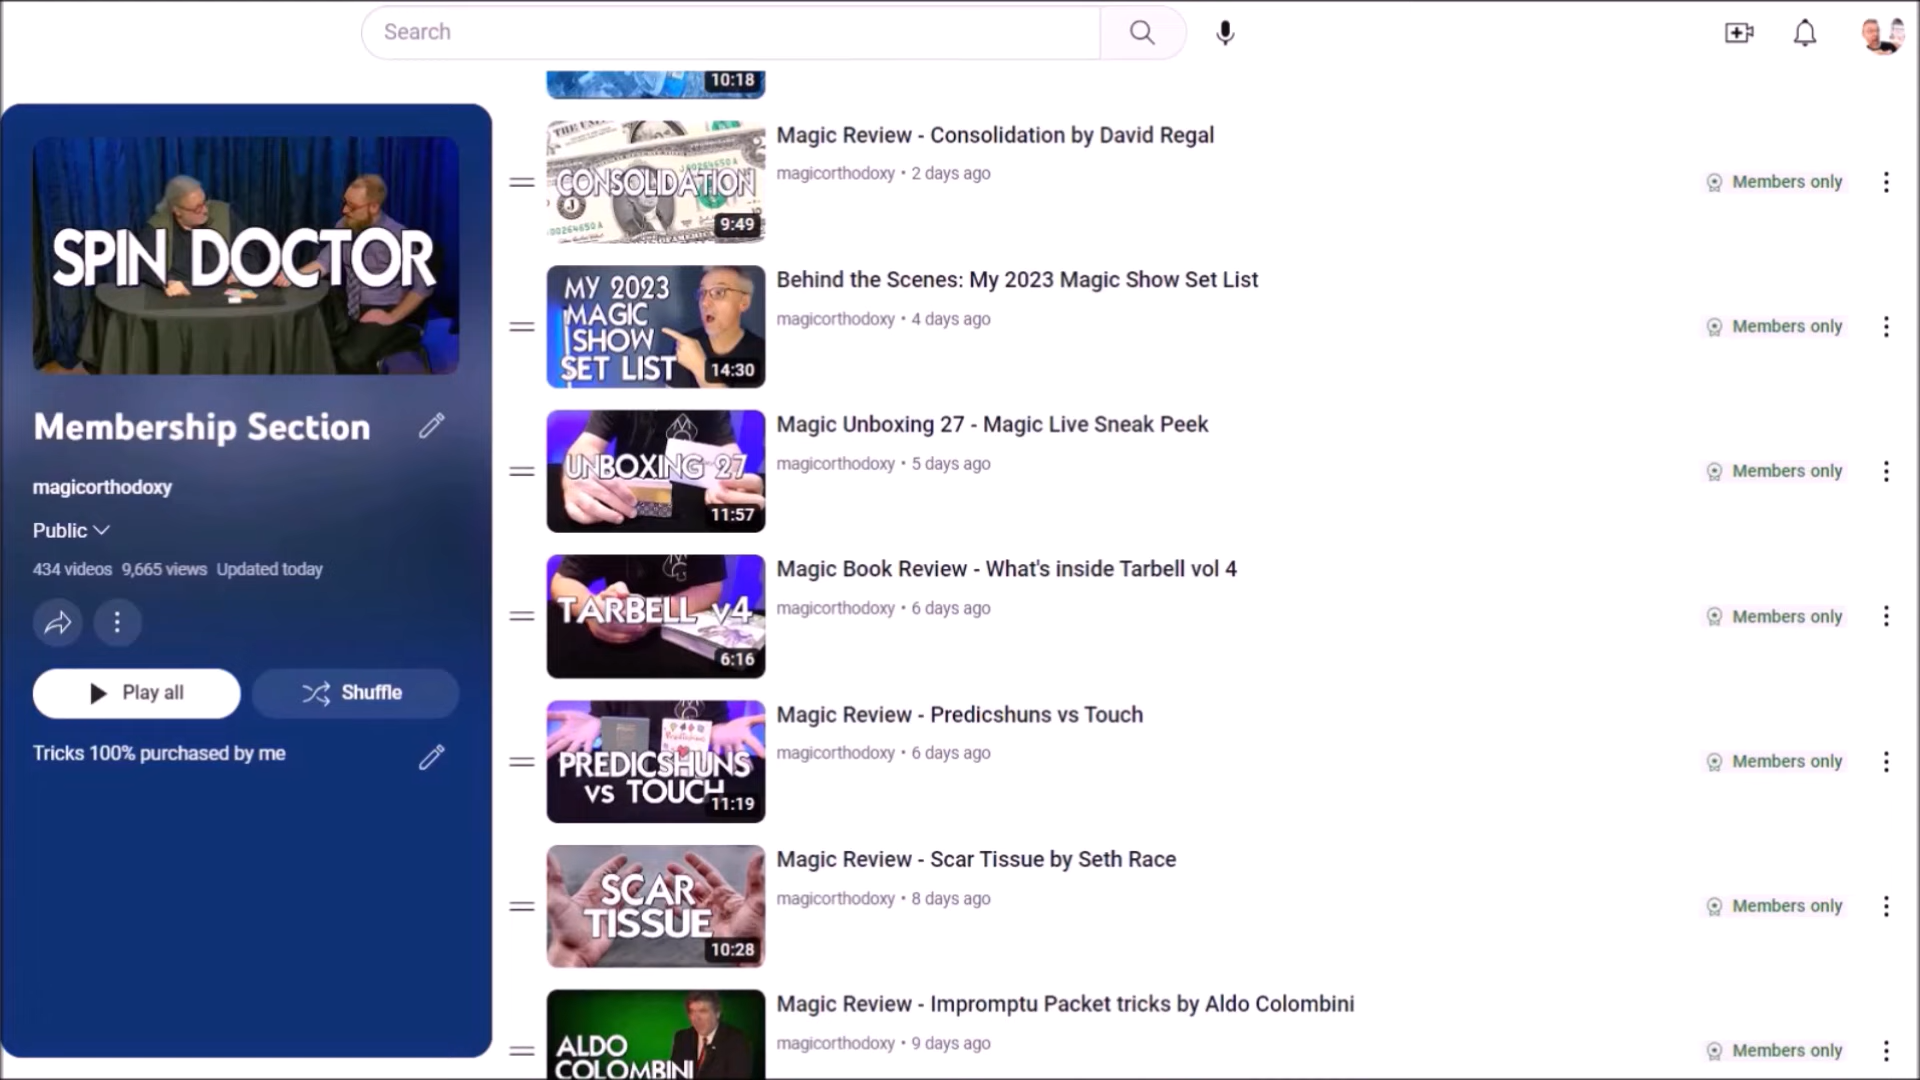 Search
10:18
SPIN DOCTOR
Membership Section
magicorthodoxy
Public
434 videos 9,665 views Updated today
Play all
Shuffle
Tricks 100% purchased by me
CONSOLIDATION
9:49
Magic Review - Consolidation by David Regal
magicorthodoxy • 2 days ago
Members only
MY 2023
MAGIC
SHOW
SET LIST
14:30
Behind the Scenes: My 2023 Magic Show Set List
magicorthodoxy • 4 days ago
Members only
UNBOXING 27
11:57
Magic Unboxing 27 - Magic Live Sneak Peek
magicorthodoxy • 5 days ago
Members only
TARBELL v4
6:16
Magic Book Review - What's inside Tarbell vol 4
magicorthodoxy • 6 days ago
Members only
PREDICSHUNS
VS TOUCH
11:19
Magic Review - Predicshuns vs Touch
magicorthodoxy • 6 days ago
Members only
SCAR
TISSUE
10:28
Magic Review - Scar Tissue by Seth Race
magicorthodoxy • 8 days ago
Members only
ALDO
COLOMBINI
Magic Review - Impromptu Packet tricks by Aldo Colombini
magicorthodoxy • 9 days ago
Members only